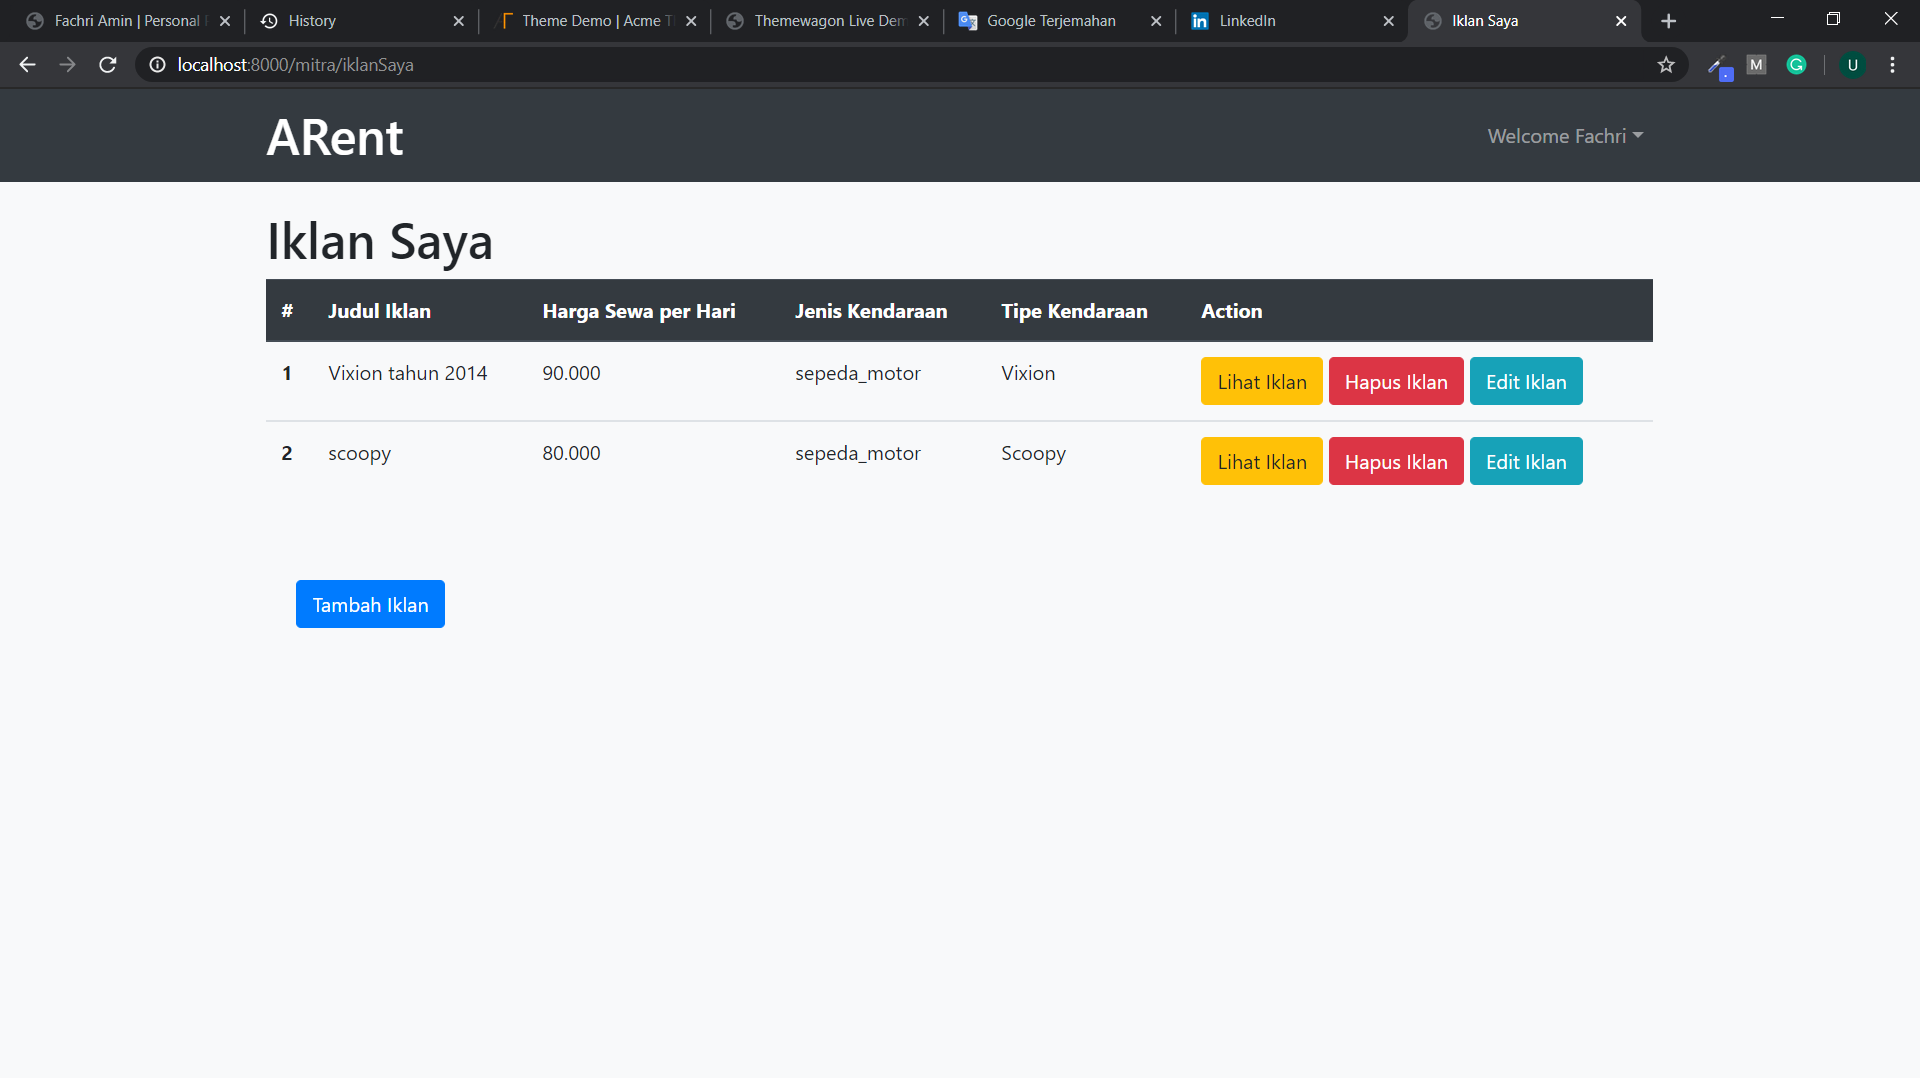 Fachri Amin | Personal
History
Theme Demo | Acme T
Themewagon Live Dem
Google Terjemahan
LinkedIn
Iklan Saya
localhost:8000/mitra/iklanSaya
M
G
U
ARent
Welcome Fachri
Iklan Saya
# Judul Iklan Harga Sewa per Hari Jenis Kendaraan Tipe Kendaraan Action
1 Vixion tahun 2014 90.000 sepeda_motor Vixion Lihat Iklan Hapus Iklan Edit Iklan
2 scoopy 80.000 sepeda_motor Scoopy Lihat Iklan Hapus Iklan Edit Iklan
Tambah Iklan